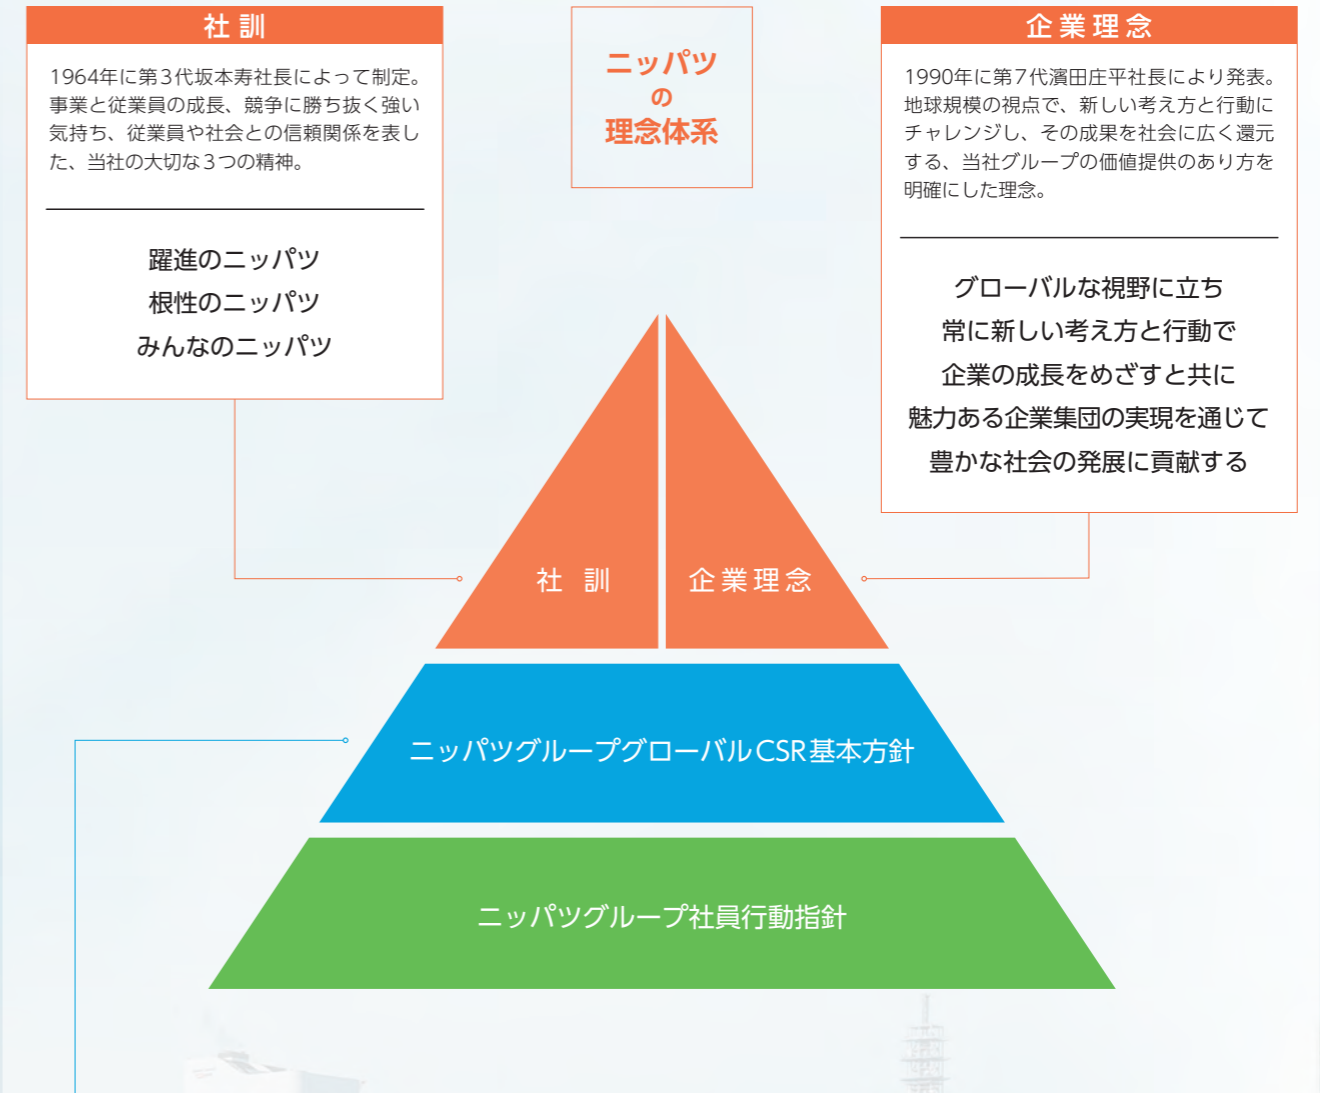 社訓
1964年に第3代坂本寿社長によって制定。
事業と従業員の成長、競争に勝ち抜く強い
気持ち、従業員や社会との信頼関係を表し
た、当社の大切な3つの精神。
躍進のニッパツ
根性のニッパツ
みんなのニッパツ
ニッパツ
の
理念体系
企業理念
1990年に第7代濱田庄平社長により発表。
地球規模の視点で、新しい考え方と行動に
チャレンジし、その成果を社会に広く還元
する、当社グループの価値提供のあり方を
明確にした理念。
グローバルな視野に立ち
常に新しい考え方と行動で
企業の成長をめざすと共に
魅力ある企業集団の実現を通じて
豊かな社会の発展に貢献する
社 訓
企業理念
ニッパツグループグローバルCSR基本方針
ニッパツグループ社員行動指針